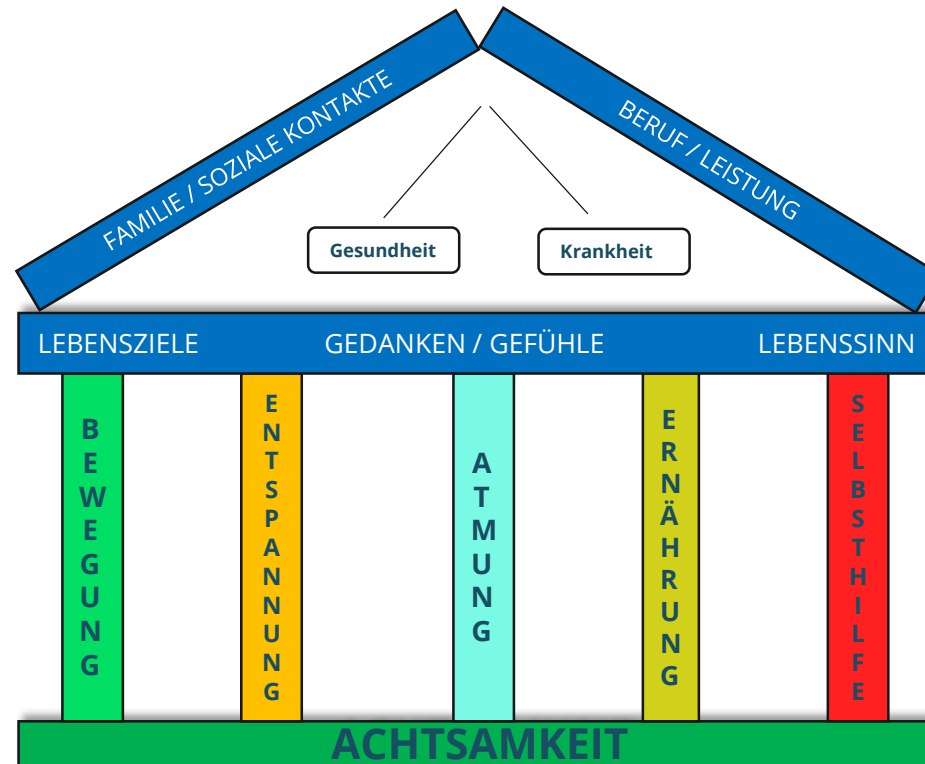 FAMILIE / SOZIALE KONTAKTE
BERUF / LEISTUNG
Gesundheit
Krankheit
LEBENSZIELE
GEDANKEN / GEFÜHLE
LEBENSSINN
BEWEGUNG
ENTSPANNUNG
ATMUNG
ERNÄHRUNG
SELBSTHILFE
ACHTSAMKEIT